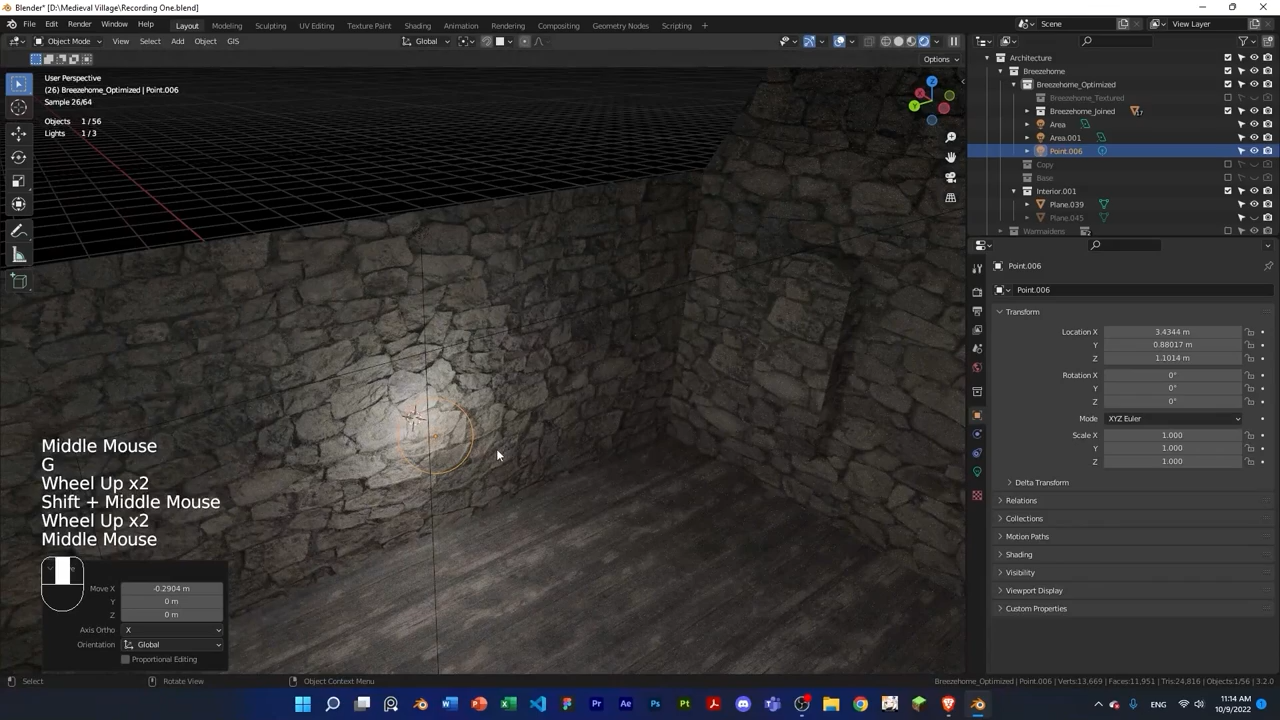 Blender* [D:\Medieval Village\Recording One.blend]
File Edit Render Window Help Layout Modeling Sculpting UV Editing Texture Paint Shading Animation Rendering Compositing Geometry Nodes Scripting + Scene View Layer
Object Mode View Select Add Object GIS Global
Options
User Perspective
(26) Breezehome_Optimized | Point.006
Sample 26/64
Objects 1/56
Lights 1/3
Z
Y
Architecture
Breezehome
Breezehome_Optimized
Breezehome_Textured
Breezehome_Joined 17
Area
Area.001
Point.006
Copy
Base
Interior.001
Plane.039
Plane.045
Warmaidens
Point.006
Point.006
Transform
Location X 3.4344 m
Y 0.88017 m
Z 1.1014 m
Rotation X 0°
Y 0°
Z 0°
Mode XYZ Euler
Scale X 1.000
Y 1.000
Z 1.000
Delta Transform
Relations
Collections
Motion Paths
Shading
Visibility
Viewport Display
Custom Properties
Middle Mouse
G
Wheel Up x2
Shift + Middle Mouse
Wheel Up x2
Middle Mouse
Move X -0.2904 m
Y 0 m
Z 0 m
Axis Ortho X
Orientation Global
Proportional Editing
Select Rotate View Object Context Menu Breezehome_Optimized | Point.006 | Verts:13,669 | Faces:11,951 | Tris:24,816 | Objects:1/56 | 3.2.0
11:14 AM
10/9/2022